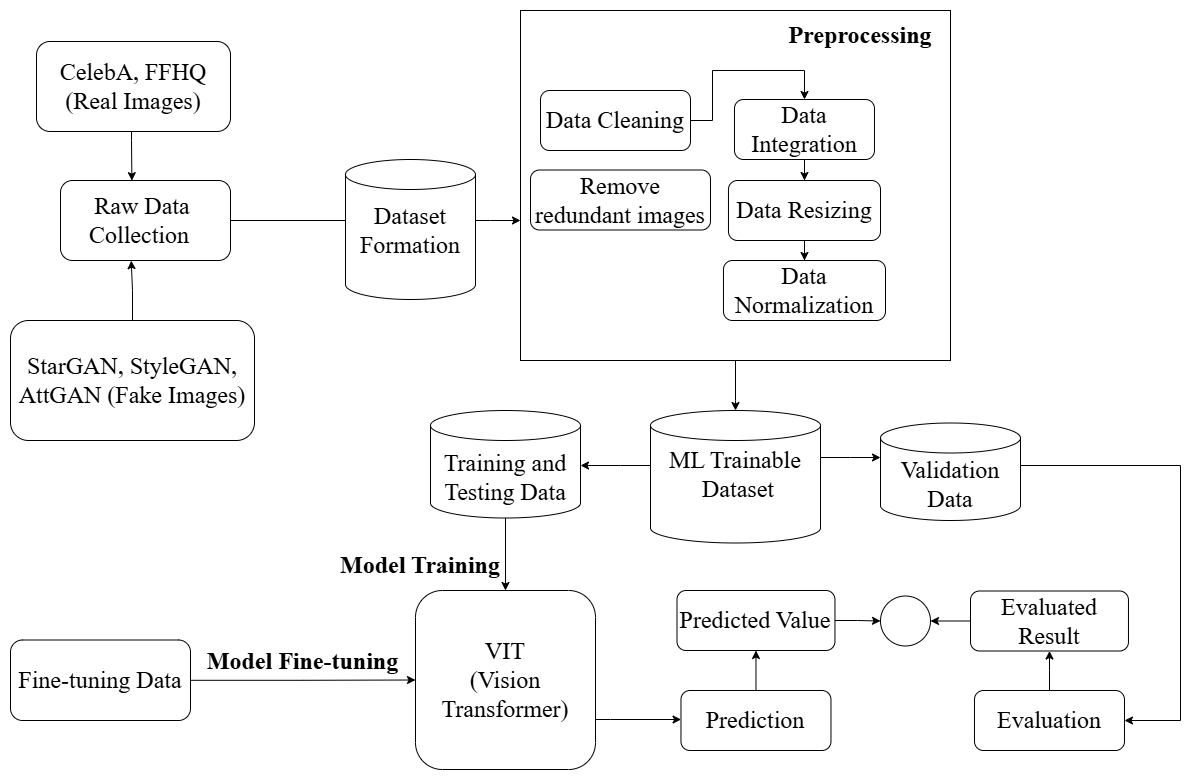 Preprocessing
CelebA, FFHQ
(Real Images)
Data Cleaning
Data
Integration
Remove
redundant images
Data Resizing
Raw Data
Collection
Dataset
Formation
Data
Normalization
StarGAN, StyleGAN,
AttGAN (Fake Images)
Training and
Testing Data
ML Trainable
Dataset
Validation
Data
Model Training
Predicted Value
Evaluated
Result
Fine-tuning Data
Model Fine-tuning
VIT
(Vision
Transformer)
Prediction
Evaluation